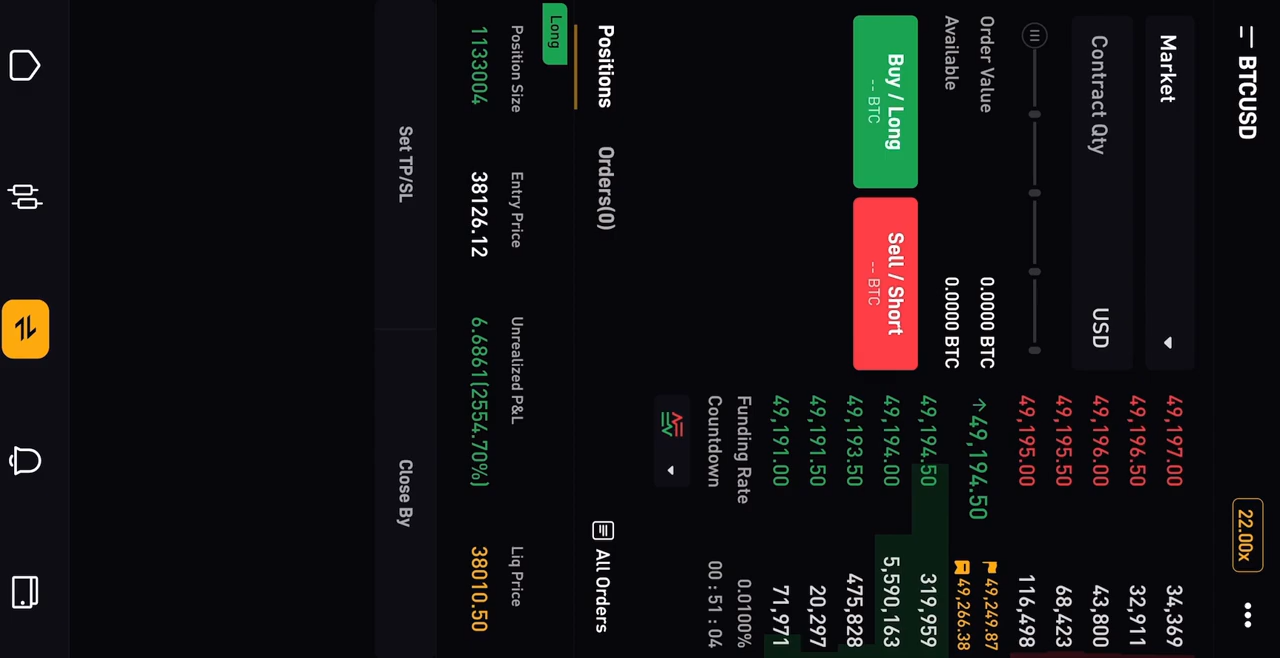 BTCUSD
22.00x
Market
Contract Qty
USD
Order Value
0.0000 BTC
Available
0.0000 BTC
Buy / Long
-- BTC
Sell / Short
-- BTC
49,197.00 34,369
49,196.50 32,911
49,196.00 43,800
49,195.50 68,423
49,195.00 116,498
↑49,194.50
49,249.87
49,266.38
49,194.50 319,959
49,194.00 5,590,163
49,193.50 475,828
49,191.50 20,297
49,191.00 71,971
Funding Rate 0.0100%
Countdown 00 : 51 : 04
Positions
Orders(0)
All Orders
Long
Position Size Entry Price Unrealized P&L Liq Price
1133004 38126.12 6.6861(2554.70%) 38010.50
Set TP/SL
Close By